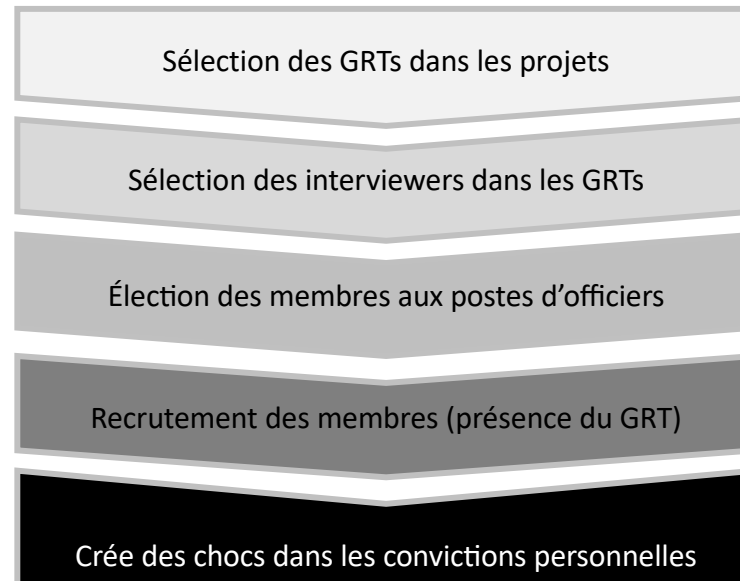 Sélection des GRTs dans les projets
Sélection des interviewers dans les GRTs
Élection des membres aux postes d'officiers
Recrutement des membres (présence du GRT)
Crée des chocs dans les convictions personnelles